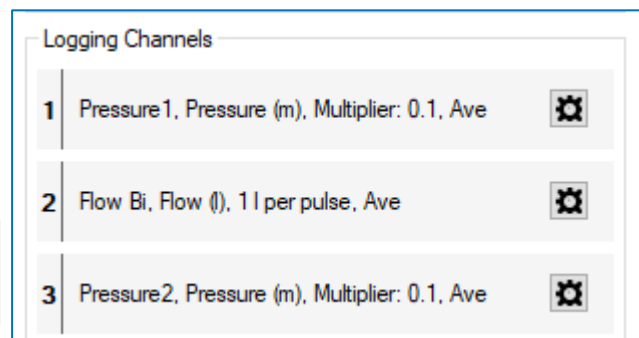 Logging Channels
1 Pressure1, Pressure (m), Multiplier: 0.1, Ave
2 Flow Bi, Flow (l), 1 l per pulse, Ave
3 Pressure2, Pressure (m), Multiplier: 0.1, Ave